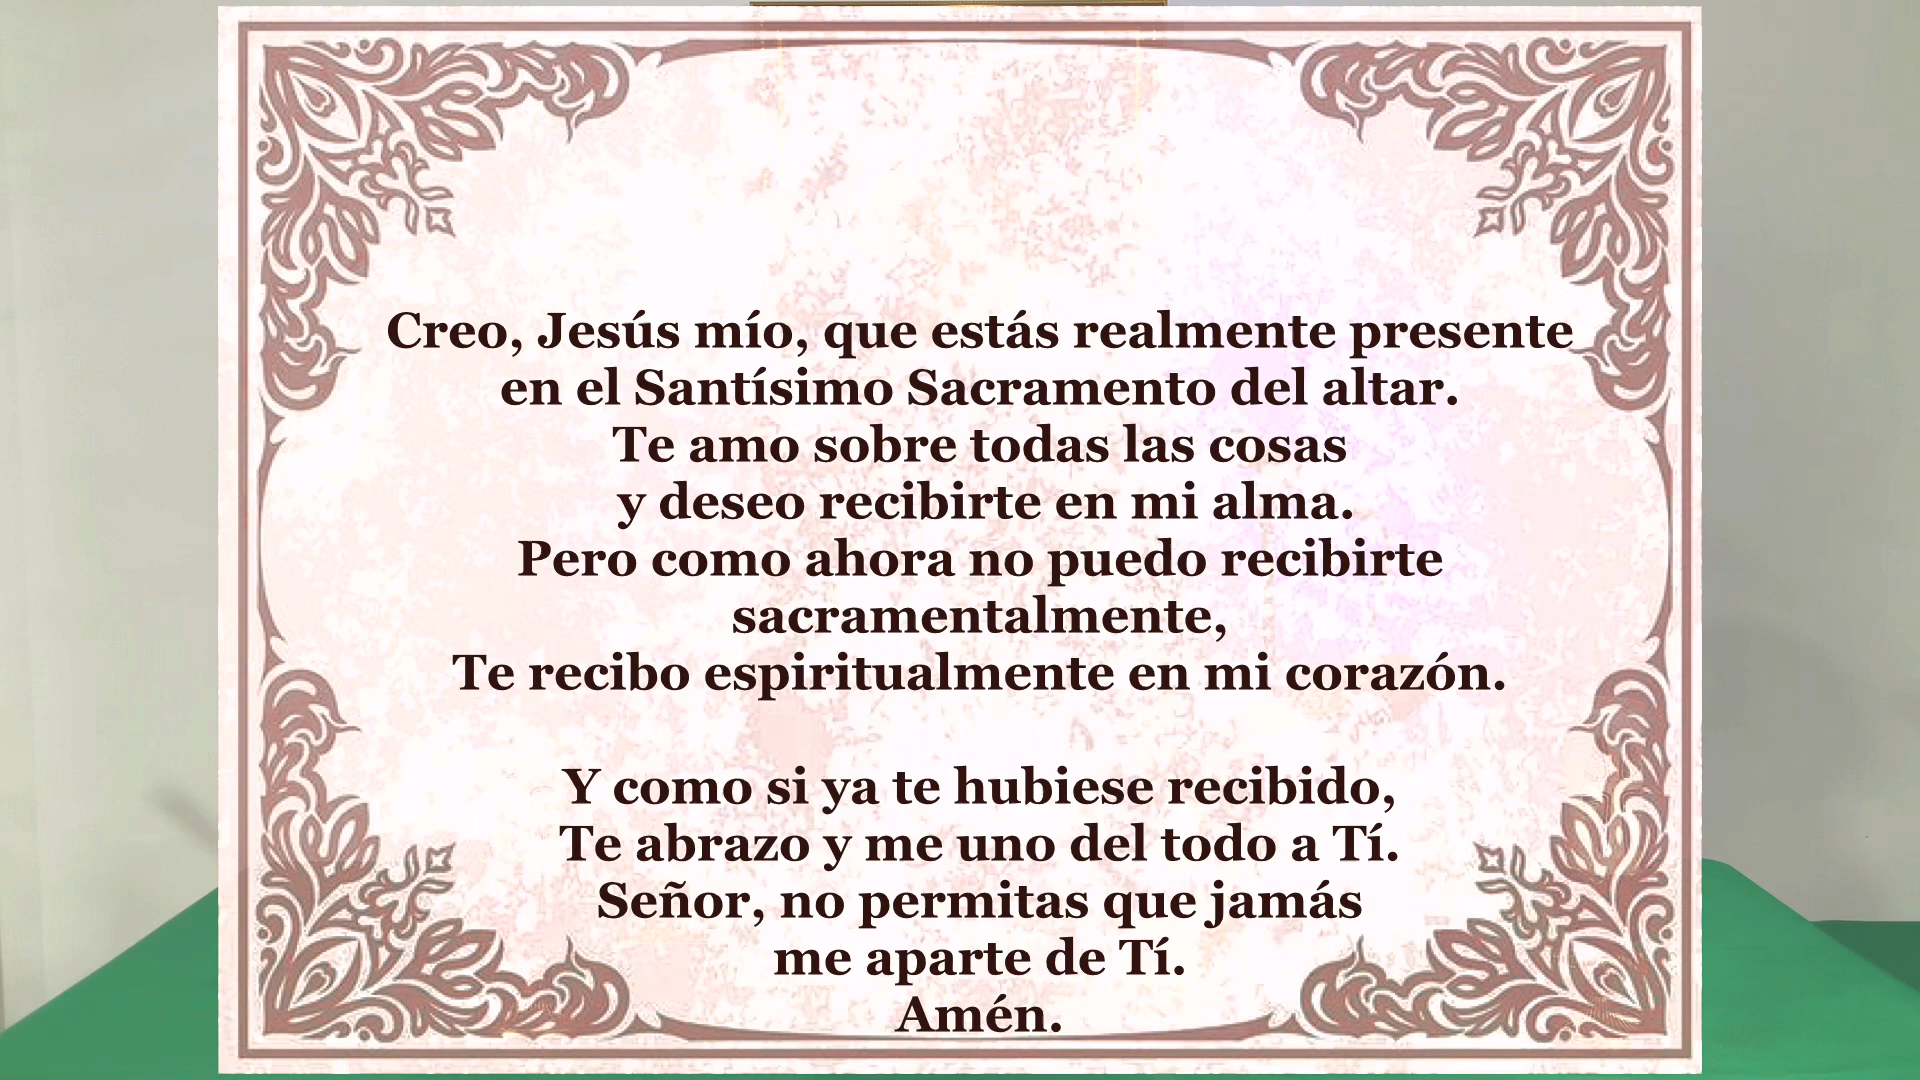 Creo, Jesús mío, que estás realmente presente
en el Santísimo Sacramento del altar.
Te amo sobre todas las cosas
y deseo recibirte en mi alma.
Pero como ahora no puedo recibirte
sacramentalmente,
Te recibo espiritualmente en mi corazón.
Y como si ya te hubiese recibido,
Te abrazo y me uno del todo a Tí.
Señor, no permitas que jamás
me aparte de Tí.
Amén.